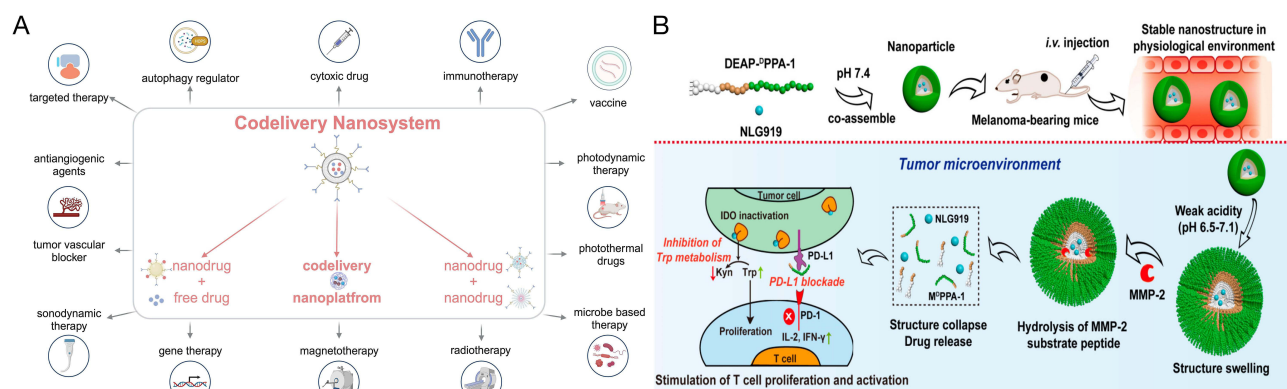 A
autophagy regulator
cytoxic drug
immunotherapy
targeted therapy
vaccine
Codelivery Nanosystem
antiangiogenic
agents
photodynamic
therapy
tumor vascular
blocker
photothermal
drugs
nanodrug
+
free drug
codelivery
nanoplatfrom
nanodrug
+
nanodrug
sonodynamic
therapy
microbe based
therapy
gene therapy
magnetotherapy
radiotherapy
B
DEAP-ᴰPPA-1
NLG919
pH 7.4
co-assemble
Nanoparticle
i.v. injection
Melanoma-bearing mice
Stable nanostructure in
physiological environment
Tumor microenvironment
Weak acidity
(pH 6.5-7.1)
Structure swelling
MMP-2
Hydrolysis of MMP-2
substrate peptide
NLG919
MᴰPPA-1
Structure collapse
Drug release
Tumor cell
IDO inactivation
PD-L1
Inhibition of
Trp metabolism
Kyn
Trp
PD-L1 blockade
X
PD-1
Proliferation
IL-2, IFN-γ
T cell
Stimulation of T cell proliferation and activation